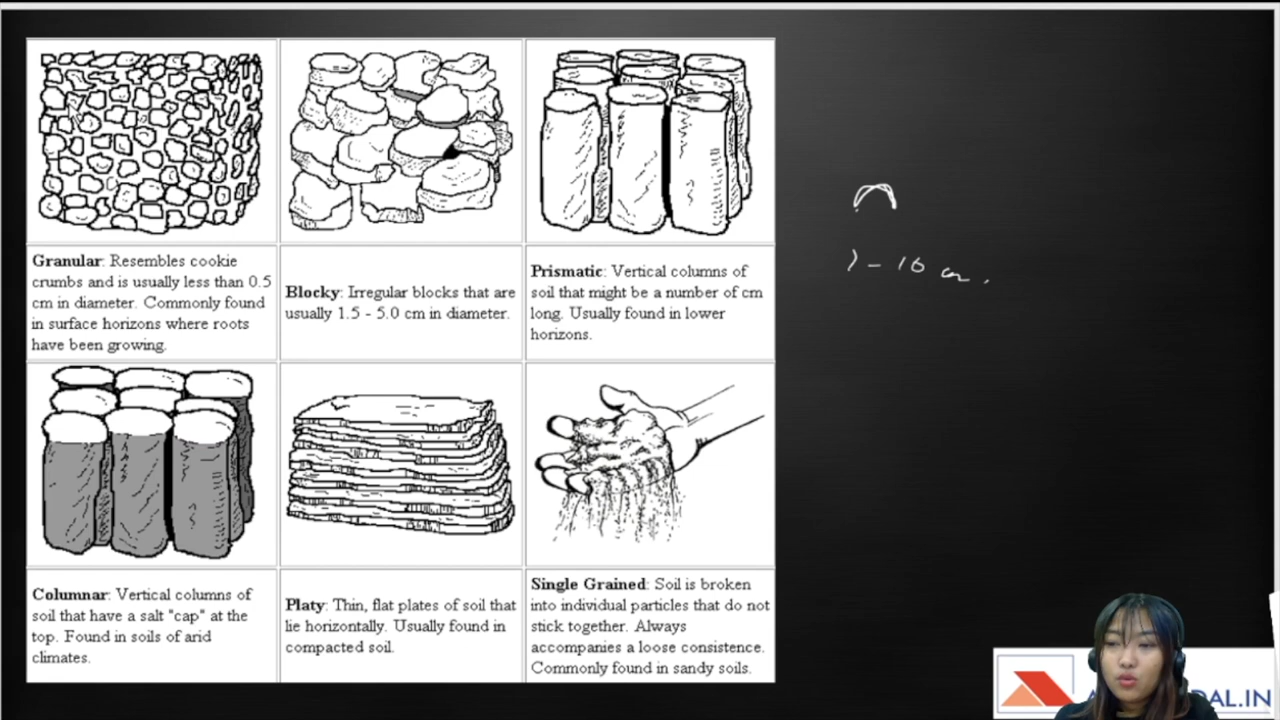 Granular: Resembles cookie
crumbs and is usually less than 0.5
cm in diameter. Commonly found
in surface horizons where roots
have been growing.
Blocky: Irregular blocks that are
usually 1.5 - 5.0 cm in diameter.
Prismatic: Vertical columns of
soil that might be a number of cm
long. Usually found in lower
horizons.
Columnar: Vertical columns of
soil that have a salt "cap" at the
top. Found in soils of arid
climates.
Platy: Thin, flat plates of soil that
lie horizontally. Usually found in
compacted soil.
Single Grained: Soil is broken
into individual particles that do not
stick together. Always
accompanies a loose consistence.
Commonly found in sandy soils.
- 10 cm.
DAL.IN